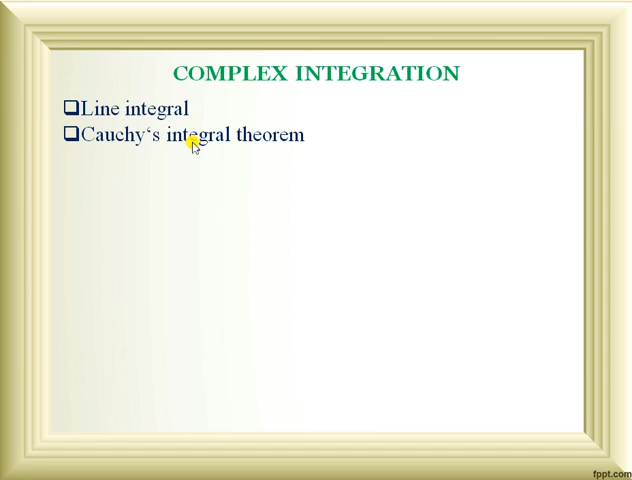 COMPLEX INTEGRATION
❑Line integral
❑Cauchy‘s integral theorem
fppt.com